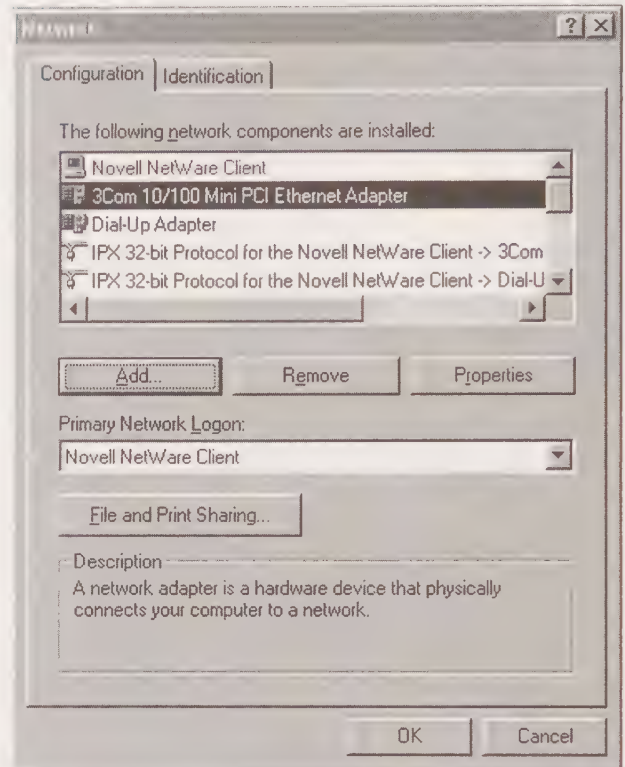 Network
Configuration Identification
The following network components are installed:
Novell NetWare Client
3Com 10/100 Mini PCI Ethernet Adapter
Dial-Up Adapter
IPX 32-bit Protocol for the Novell NetWare Client -> 3Com
IPX 32-bit Protocol for the Novell NetWare Client -> Dial-U
Add... Remove Properties
Primary Network Logon:
Novell NetWare Client
File and Print Sharing...
Description
A network adapter is a hardware device that physically
connects your computer to a network.
OK Cancel